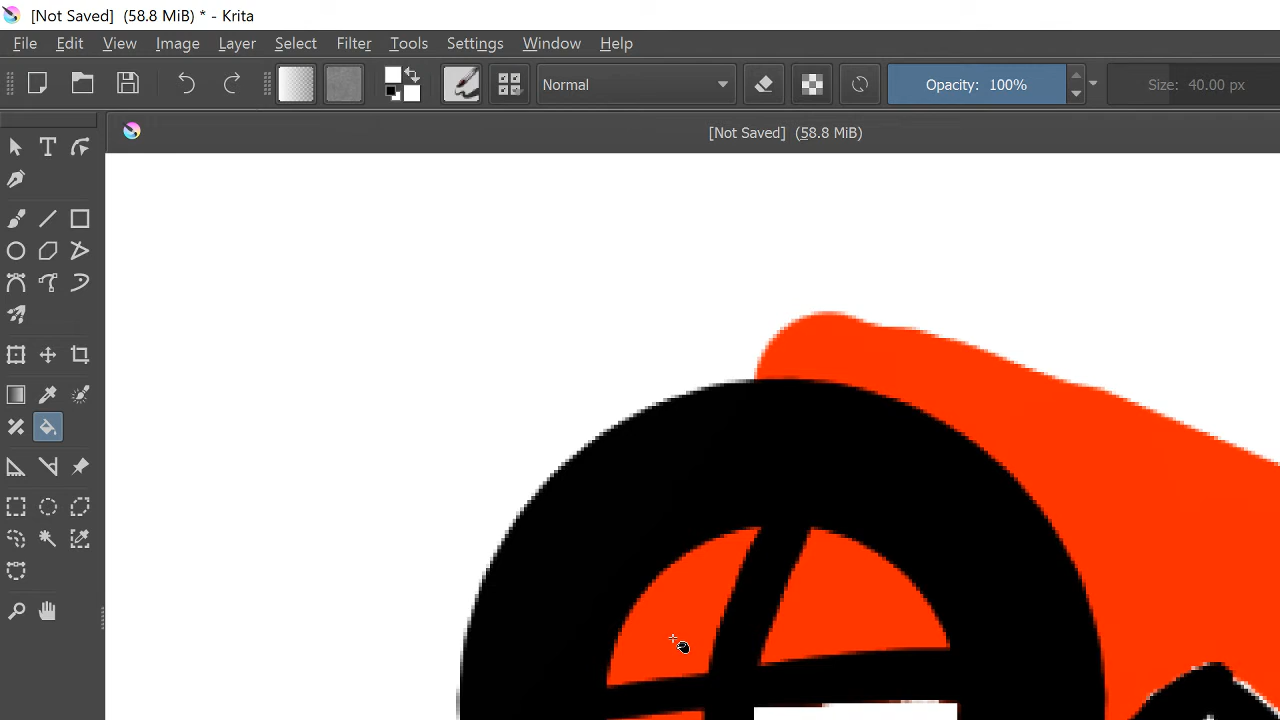 [Not Saved] (58.8 MiB) * - Krita
File Edit View Image Layer Select Filter Tools Settings Window Help
Normal Opacity: 100% Size: 40.00 px
[Not Saved] (58.8 MiB)